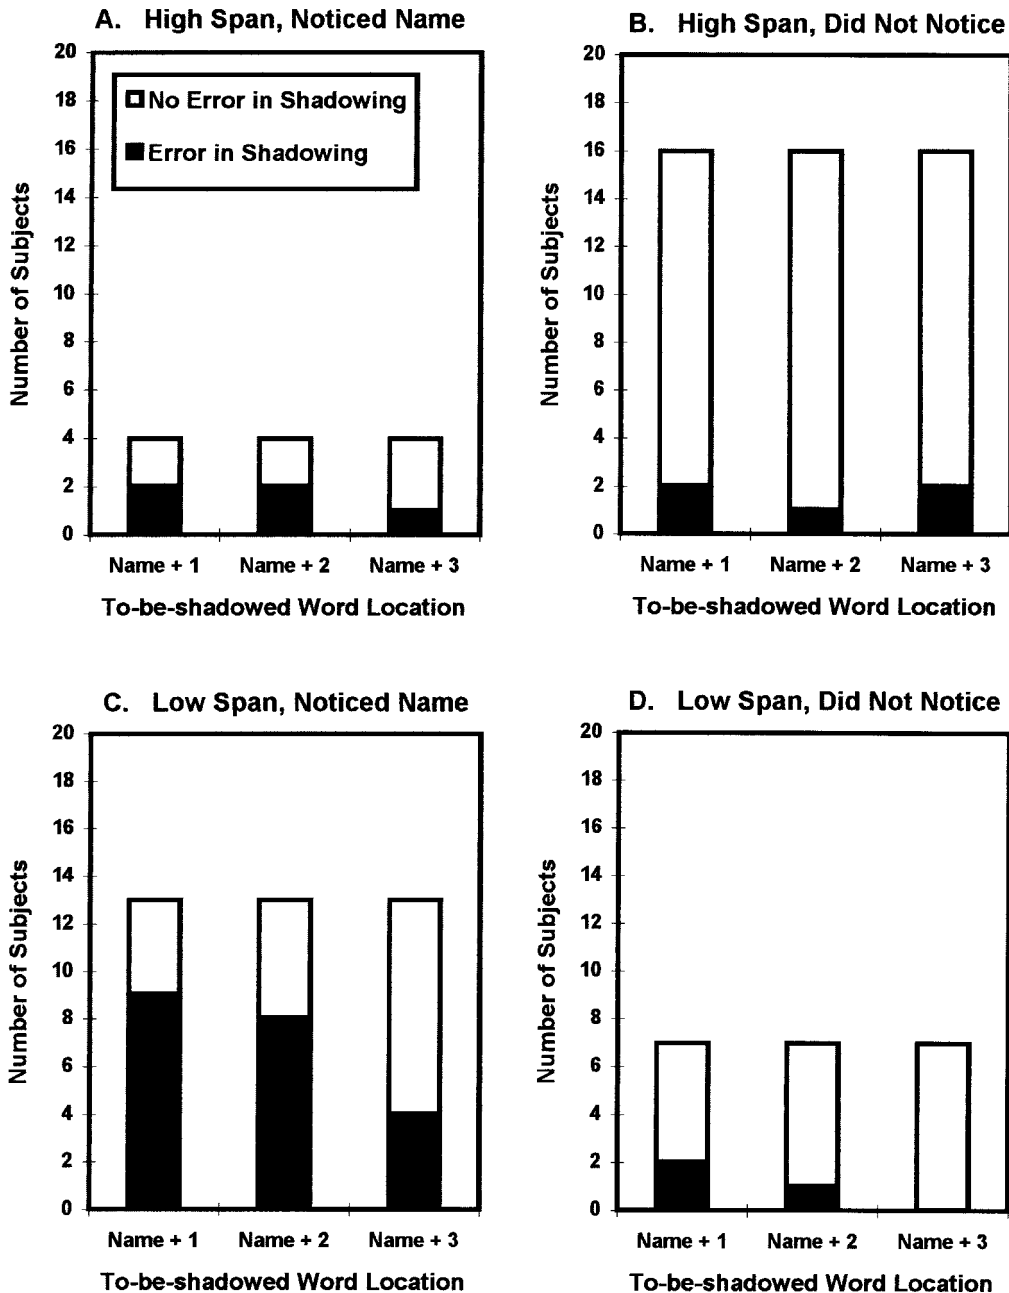 A. High Span, Noticed Name
20
18
16
14
12
10
8
6
4
2
0
Number of Subjects
No Error in Shadowing
Error in Shadowing
Name + 1 Name + 2 Name + 3
To-be-shadowed Word Location
B. High Span, Did Not Notice
20
18
16
14
12
10
8
6
4
2
0
Number of Subjects
Name + 1 Name + 2 Name + 3
To-be-shadowed Word Location
C. Low Span, Noticed Name
20
18
16
14
12
10
8
6
4
2
0
Number of Subjects
Name + 1 Name + 2 Name + 3
To-be-shadowed Word Location
D. Low Span, Did Not Notice
20
18
16
14
12
10
8
6
4
2
0
Number of Subjects
Name + 1 Name + 2 Name + 3
To-be-shadowed Word Location